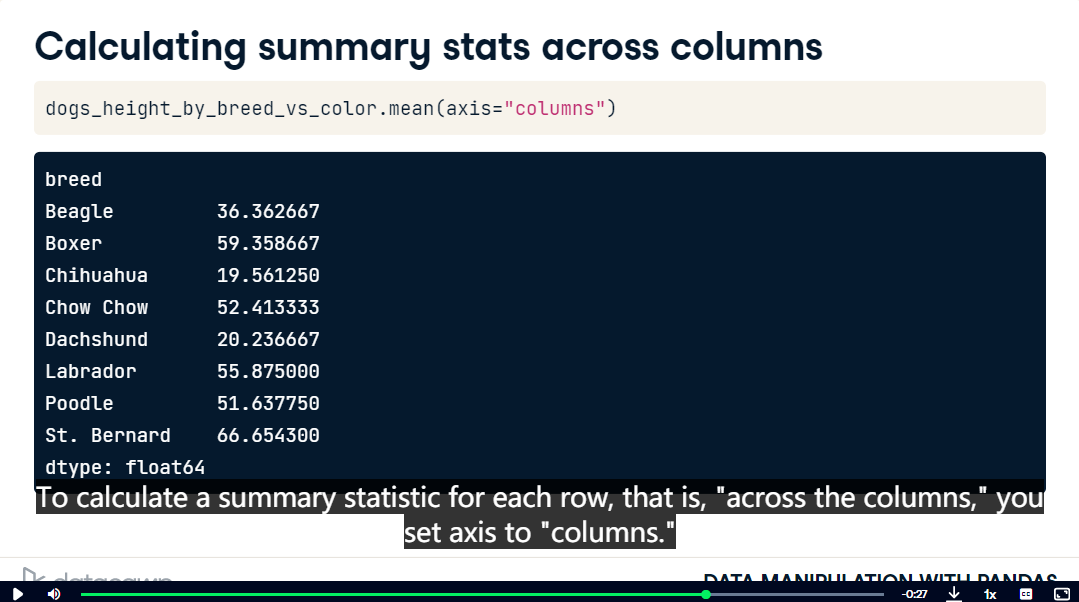 Calculating summary stats across columns
dogs_height_by_breed_vs_color.mean(axis="columns")
breed
Beagle 36.362667
Boxer 59.358667
Chihuahua 19.561250
Chow Chow 52.413333
Dachshund 20.236667
Labrador 55.875000
Poodle 51.637750
St. Bernard 66.654300
dtype: float64
To calculate a summary statistic for each row, that is, "across the columns," you
set axis to "columns."
datacamp
DATA MANIPULATION WITH PANDAS
-0:27
1x
CC